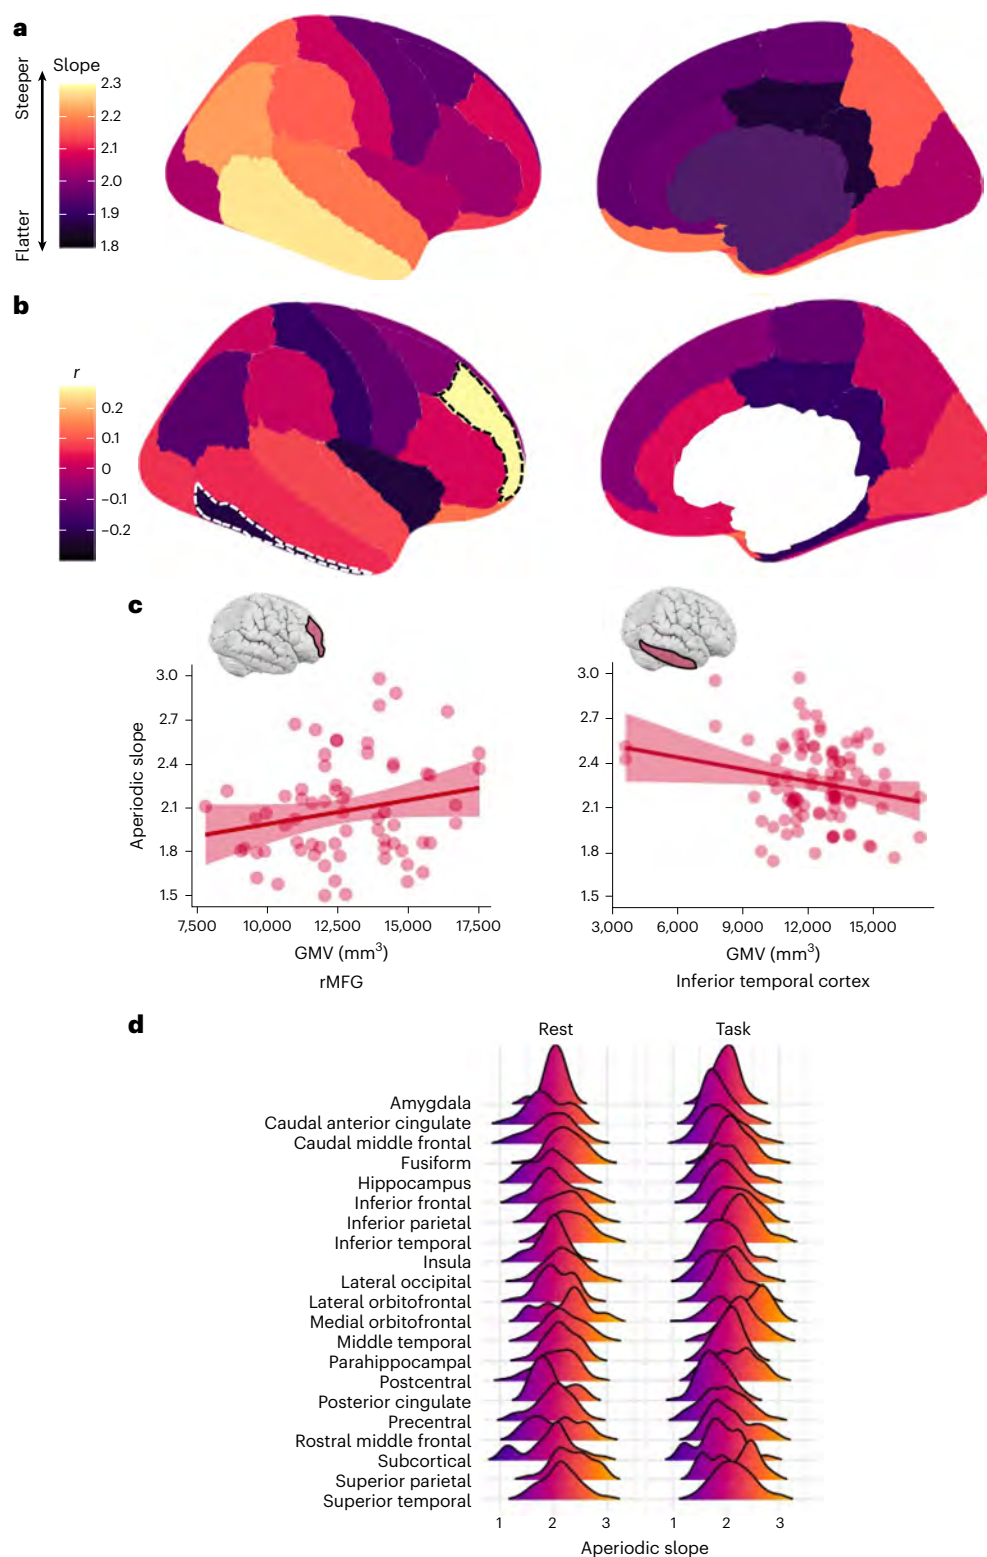 a
Slope
Steeper
Flatter
2.3
2.2
2.1
2.0
1.9
1.8
b
r
0.2
0.1
0
−0.1
−0.2
c
Aperiodic slope
3.0
2.7
2.4
2.1
1.8
1.5
7,500 10,000 12,500 15,000 17,500
GMV (mm³)
rMFG
3.0
2.7
2.4
2.1
1.8
1.5
3,000 6,000 9,000 12,000 15,000
GMV (mm³)
Inferior temporal cortex
d
Rest Task
Amygdala
Caudal anterior cingulate
Caudal middle frontal
Fusiform
Hippocampus
Inferior frontal
Inferior parietal
Inferior temporal
Insula
Lateral occipital
Lateral orbitofrontal
Medial orbitofrontal
Middle temporal
Parahippocampal
Postcentral
Posterior cingulate
Precentral
Rostral middle frontal
Subcortical
Superior parietal
Superior temporal
1 2 3 1 2 3
Aperiodic slope